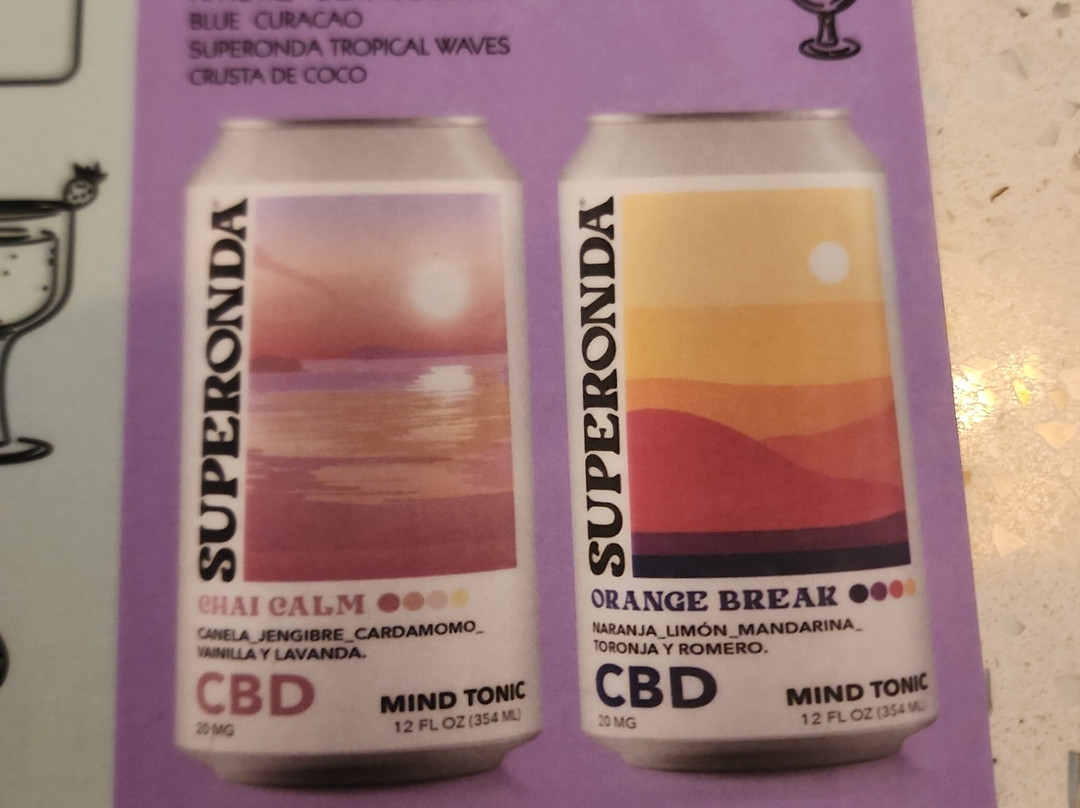 BLUE CURACAO
SUPERONDA TROPICAL WAVES
CRUSTA DE COCO
SUPERONDA
CHAI CALM
CANELA_JENGIBRE_CARDAMOMO_
VAINILLA Y LAVANDA.
CBD
20 MG
MIND TONIC
12 FL OZ (354 ML)
SUPERONDA
ORANGE BREAK
NARANJA_LIMÓN_MANDARINA_
TORONJA Y ROMERO.
CBD
20 MG
MIND TONIC
12 FL OZ (354 ML)